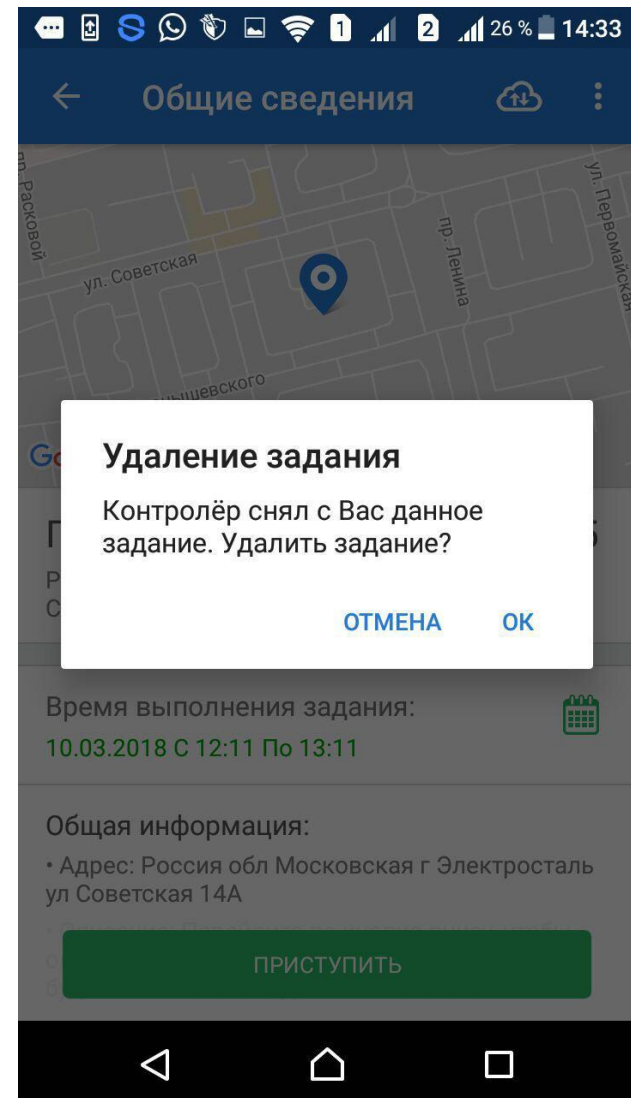 1 2 26 % 14:33
Общие сведения
пр. Расковой
ул. Первомайская
ул. Советская
пр. Ленина
Удаление задания
Контролёр снял с Вас данное
задание. Удалить задание?
ОТМЕНА ОК
Время выполнения задания:
10.03.2018 С 12:11 По 13:11
Общая информация:
• Адрес: Россия обл Московская г Электросталь
ул Советская 14А
ПРИСТУПИТЬ